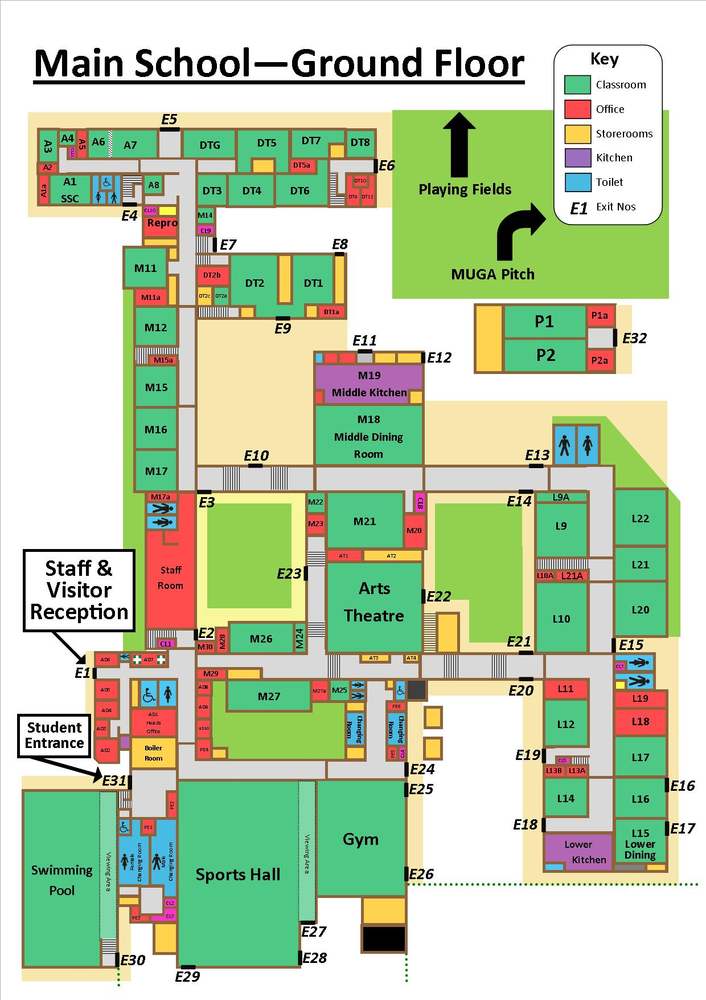 Main School—Ground Floor
Key
Classroom
Office
Storerooms
Kitchen
Toilet
E1 Exit Nos
E5
A3
A4
CL11
A5
A6
A7
DTG
DT5
DT7
DT8
A2
DT5a
E6
A1a
A1
SSC
A8
DT3
DT4
DT6
DT10
DT9
DT11
Playing Fields
E4
CL10
Repro
M14
CL9
E7
E8
MUGA Pitch
M11
DT2b
DT2
DT1
M11a
DT2c
DT2a
DT1a
M12
E9
P1
P1a
E32
P2
P2a
E11
E12
M15a
M19
Middle Kitchen
M15
M18
Middle Dining
Room
M16
E10
E13
M17
E3
E14
M17a
M22
M21
CL8
L9A
M23
M20
L9
L22
AT1
AT2
Staff
Room
E23
L21
L10A
L21A
Staff &
Visitor
Reception
Arts
Theatre
E22
L10
L20
E2
CL1
M30
M28
M26
M24
E21
E15
AD6
AD7
AT3
AT4
CL7
E1
M29
E20
AD5
AD8
M27
M27a
M25
L11
L19
AD4
AD9
PE6
AD1
Heads
Office
L12
L18
AD3
AD10
Changing
Room
Changing
Room
Student
Entrance
AD2
Boiler
Room
PE4
PE5
CL4
E19
CL5
L17
L13B
L13A
E24
E31
E25
E16
PE2
L14
L16
PE1
E18
E17
Swimming
Pool
Viewing Area
Female
Changing Room
Male
Changing Room
Sports Hall
Viewing Area
Gym
Lower
Kitchen
L15
Lower
Dining
E26
CL2
CL3
PE3
E27
E28
E30
E29